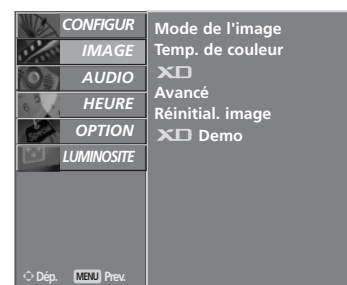 CONFIGUR
IMAGE
AUDIO
HEURE
OPTION
LUMINOSITE
Mode de l'image
Temp. de couleur
XD
Avancé
Réinitial. image
XD Demo
Dép. MENU Prev.